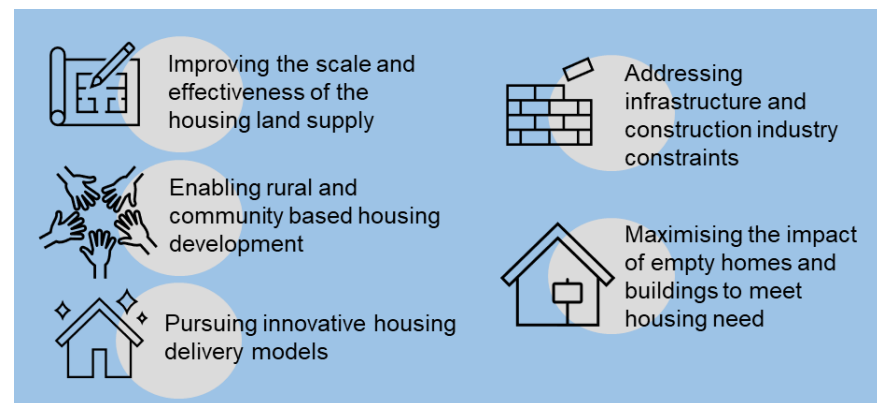 Improving the scale and
effectiveness of the
housing land supply
Enabling rural and
community based housing
development
Pursuing innovative housing
delivery models
Addressing
infrastructure and
construction industry
constraints
Maximising the impact
of empty homes and
buildings to meet
housing need